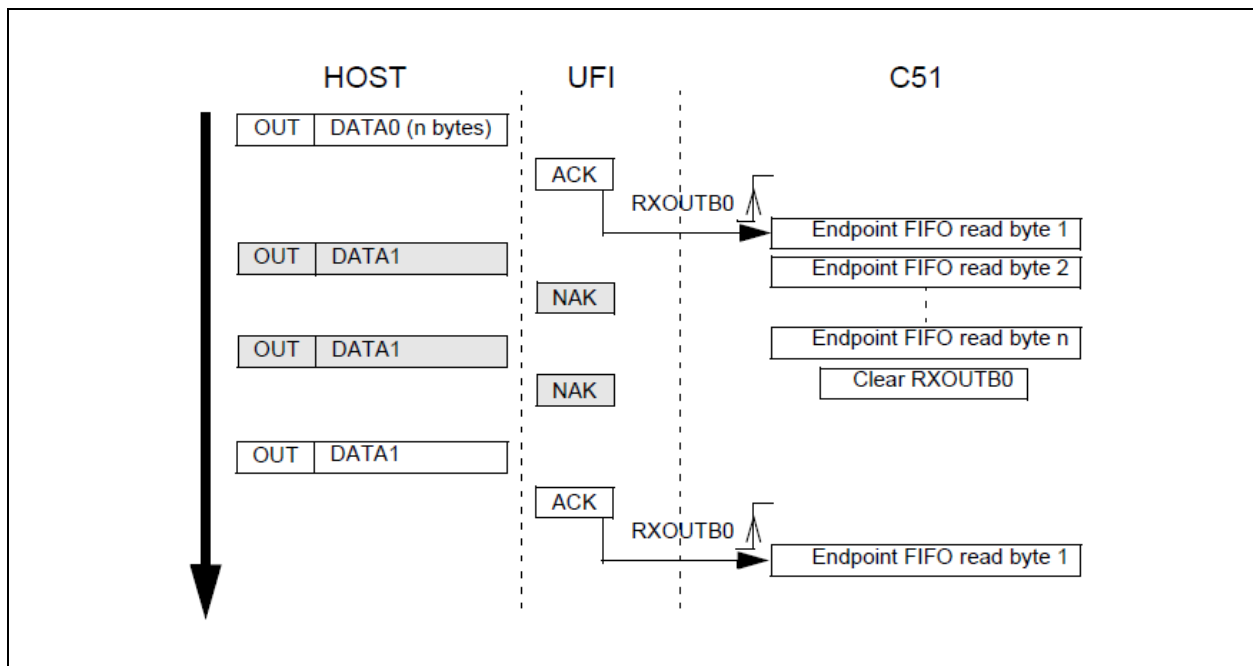 HOST UFI C51
OUT DATA0 (n bytes)
ACK
RXOUTB0
Endpoint FIFO read byte 1
OUT DATA1
Endpoint FIFO read byte 2
NAK
Endpoint FIFO read byte n
OUT DATA1
Clear RXOUTB0
NAK
OUT DATA1
ACK
RXOUTB0
Endpoint FIFO read byte 1